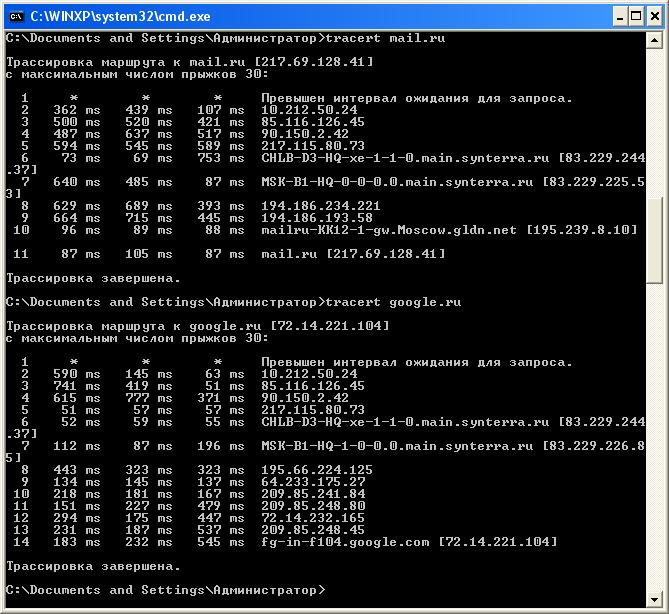 C:\WINXP\system32\cmd.exe
C:\Documents and Settings\Администратор>tracert mail.ru
Трассировка маршрута к mail.ru [217.69.128.41]
с максимальным числом прыжков 30:
1 * * * Превышен интервал ожидания для запроса.
2 362 ms 439 ms 107 ms 10.212.50.24
3 500 ms 520 ms 421 ms 85.116.126.45
4 487 ms 637 ms 517 ms 90.150.2.42
5 594 ms 545 ms 589 ms 217.115.80.73
6 73 ms 69 ms 753 ms CHLB-D3-HQ-xe-1-1-0.main.synterra.ru [83.229.244
.37]
7 640 ms 485 ms 87 ms MSK-B1-HQ-0-0-0.0.main.synterra.ru [83.229.225.5
3]
8 629 ms 689 ms 393 ms 194.186.234.221
9 664 ms 715 ms 445 ms 194.186.193.58
10 96 ms 89 ms 88 ms mailru-KK12-1-gw.Moscow.gldn.net [195.239.8.10]
11 87 ms 105 ms 87 ms mail.ru [217.69.128.41]
Трассировка завершена.
C:\Documents and Settings\Администратор>tracert google.ru
Трассировка маршрута к google.ru [72.14.221.104]
с максимальным числом прыжков 30:
1 * * * Превышен интервал ожидания для запроса.
2 590 ms 145 ms 63 ms 10.212.50.24
3 741 ms 419 ms 51 ms 85.116.126.45
4 615 ms 777 ms 371 ms 90.150.2.42
5 51 ms 57 ms 57 ms 217.115.80.73
6 52 ms 59 ms 55 ms CHLB-D3-HQ-xe-1-1-0.main.synterra.ru [83.229.244
.37]
7 112 ms 87 ms 196 ms MSK-B1-HQ-1-0-0.0.main.synterra.ru [83.229.226.8
5]
8 443 ms 323 ms 323 ms 195.66.224.125
9 134 ms 145 ms 137 ms 64.233.175.27
10 218 ms 181 ms 167 ms 209.85.241.84
11 151 ms 227 ms 479 ms 209.85.248.80
12 294 ms 175 ms 447 ms 72.14.232.165
13 231 ms 187 ms 537 ms 209.85.248.45
14 183 ms 232 ms 545 ms fg-in-f104.google.com [72.14.221.104]
Трассировка завершена.
C:\Documents and Settings\Администратор>